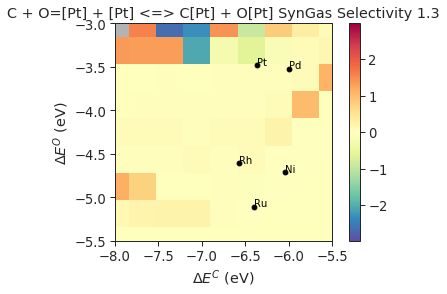 C + O=[Pt] + [Pt] <=> C[Pt] + O[Pt] SynGas Selectivity 1.3
−3.0
−3.5
−4.0
−4.5
−5.0
−5.5
ΔE^O (eV)
Pt
Pd
Rh
Ni
Ru
−8.0 −7.5 −7.0 −6.5 −6.0 −5.5
ΔE^C (eV)
2
1
0
−1
−2